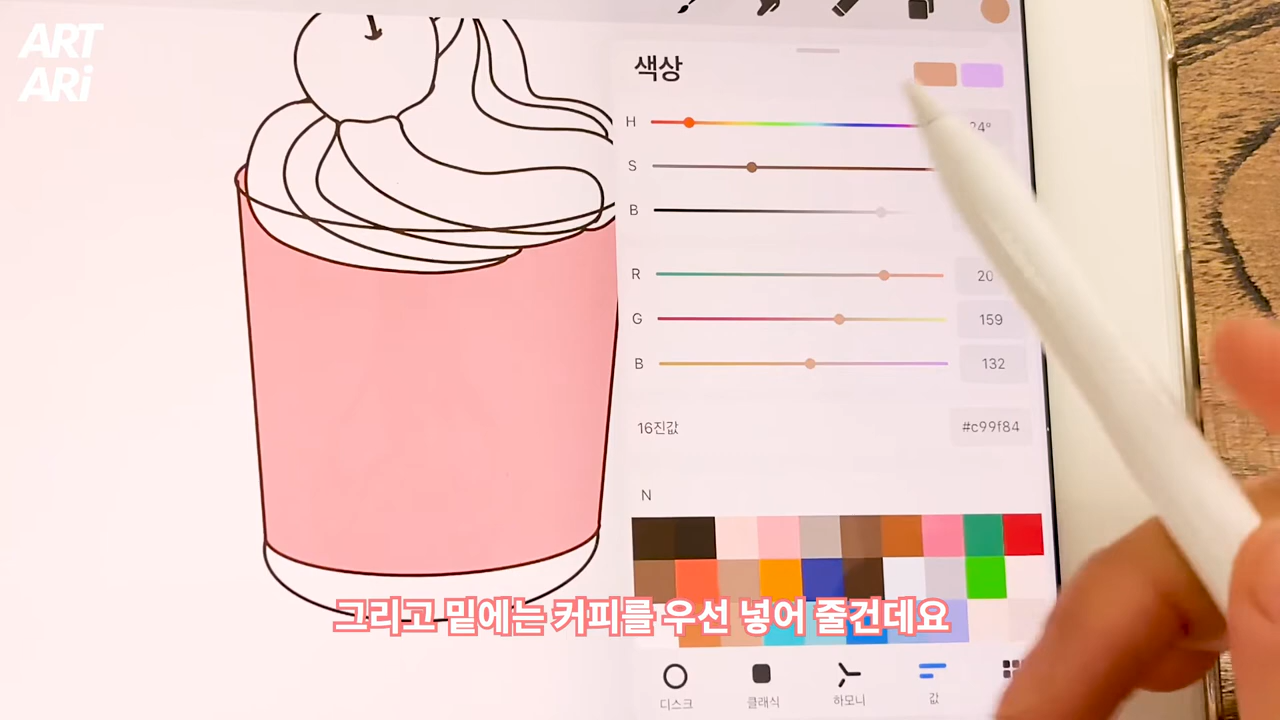 ART
ARi
색상
H
24°
S
B
R
20
G
159
B
132
16진값
#c99f84
N
그리고 밑에는 커피를 우선 넣어 줄건데요
디스크
클래식
하모니
값